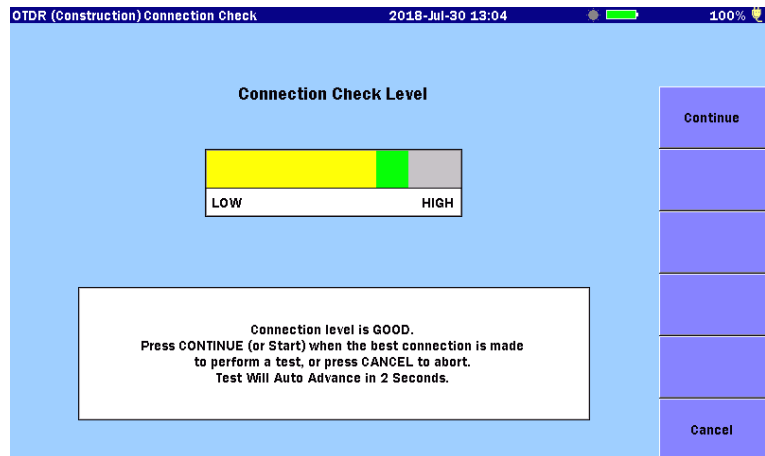 OTDR (Construction) Connection Check 2018-Jul-30 13:04 100%
Connection Check Level
Continue
LOW HIGH
Connection level is GOOD.
Press CONTINUE (or Start) when the best connection is made
to perform a test, or press CANCEL to abort.
Test Will Auto Advance in 2 Seconds.
Cancel